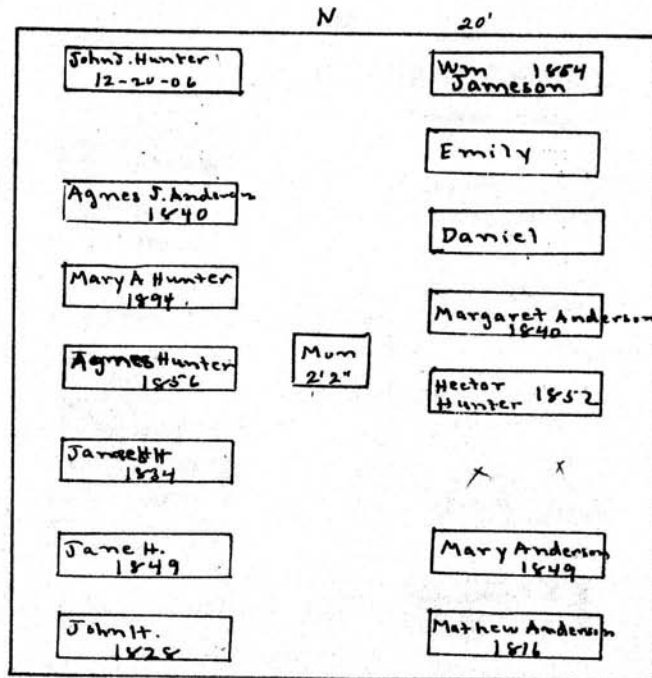 N 20'
John J. Hunter
12-20-06
Wm 1854
Jameson
Emily
Agnes J. Anderson
1840
Daniel
Mary A Hunter
1894
Margaret Anderson
1840
Agnes Hunter
1856
Mon
2'2"
Hector
Hunter 1852
H
1834
x x
Jane H.
1849
Mary Anderson
1849
John H.
1828
Mathew Anderson
1816